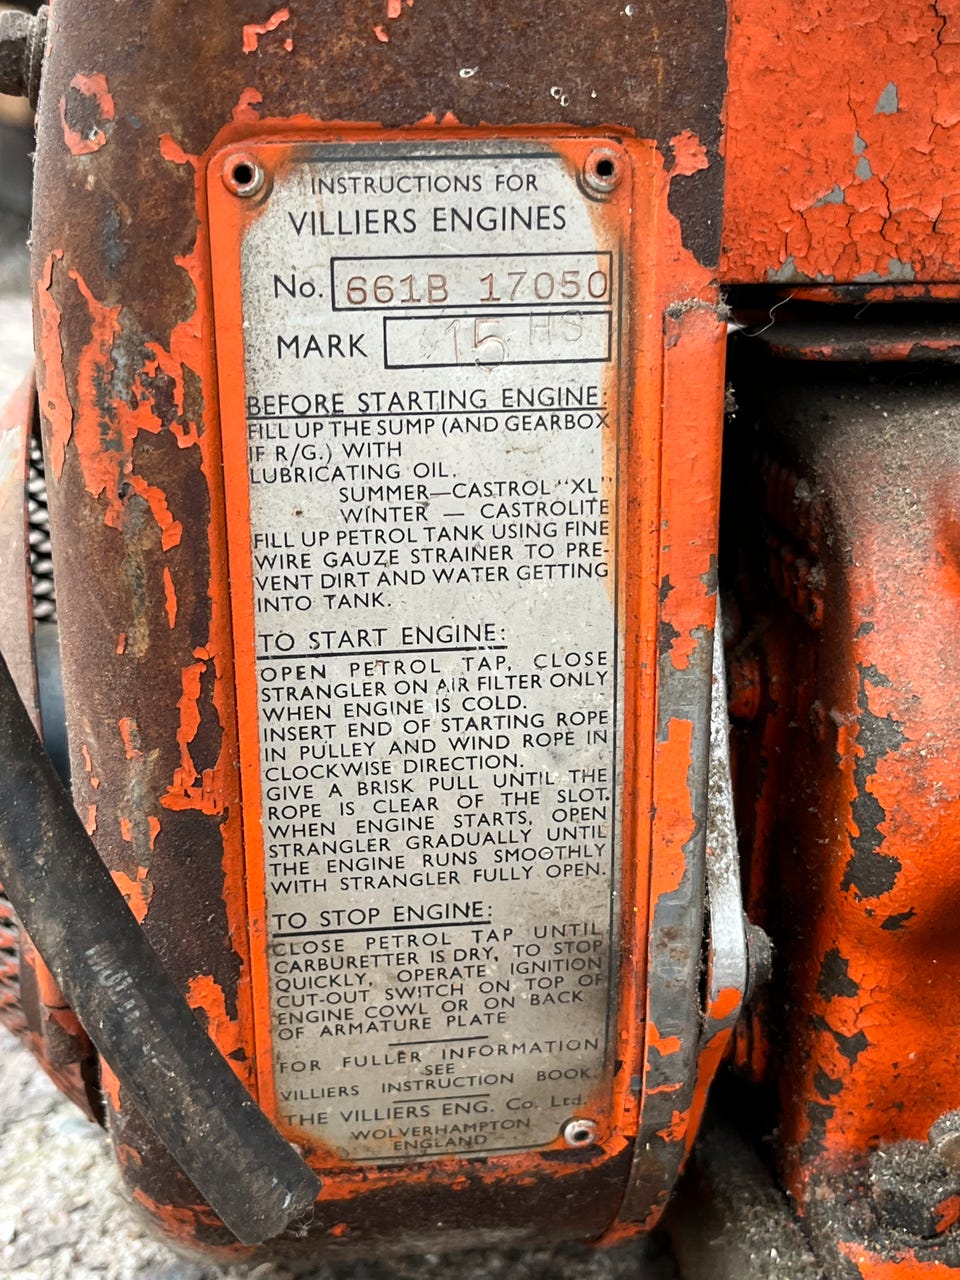 INSTRUCTIONS FOR
VILLIERS ENGINES
No. 661B 17050
MARK 15 HS
BEFORE STARTING ENGINE:
FILL UP THE SUMP (AND GEARBOX
IF R/G.) WITH
LUBRICATING OIL.
SUMMER—CASTROL "XL"
WINTER — CASTROLITE
FILL UP PETROL TANK USING FINE
WIRE GAUZE STRAINER TO PRE-
VENT DIRT AND WATER GETTING
INTO TANK.
TO START ENGINE:
OPEN PETROL TAP, CLOSE
STRANGLER ON AIR FILTER ONLY
WHEN ENGINE IS COLD.
INSERT END OF STARTING ROPE
IN PULLEY AND WIND ROPE IN
CLOCKWISE DIRECTION.
GIVE A BRISK PULL UNTIL THE
ROPE IS CLEAR OF THE SLOT.
WHEN ENGINE STARTS, OPEN
STRANGLER GRADUALLY UNTIL
THE ENGINE RUNS SMOOTHLY
WITH STRANGLER FULLY OPEN.
TO STOP ENGINE:
CLOSE PETROL TAP UNTIL
CARBURETTER IS DRY, TO STOP
QUICKLY, OPERATE IGNITION
CUT-OUT SWITCH ON TOP OF
ENGINE COWL OR ON BACK
OF ARMATURE PLATE
FOR FULLER INFORMATION
SEE
VILLIERS INSTRUCTION BOOK.
THE VILLIERS ENG. Co. Ltd.
WOLVERHAMPTON
ENGLAND